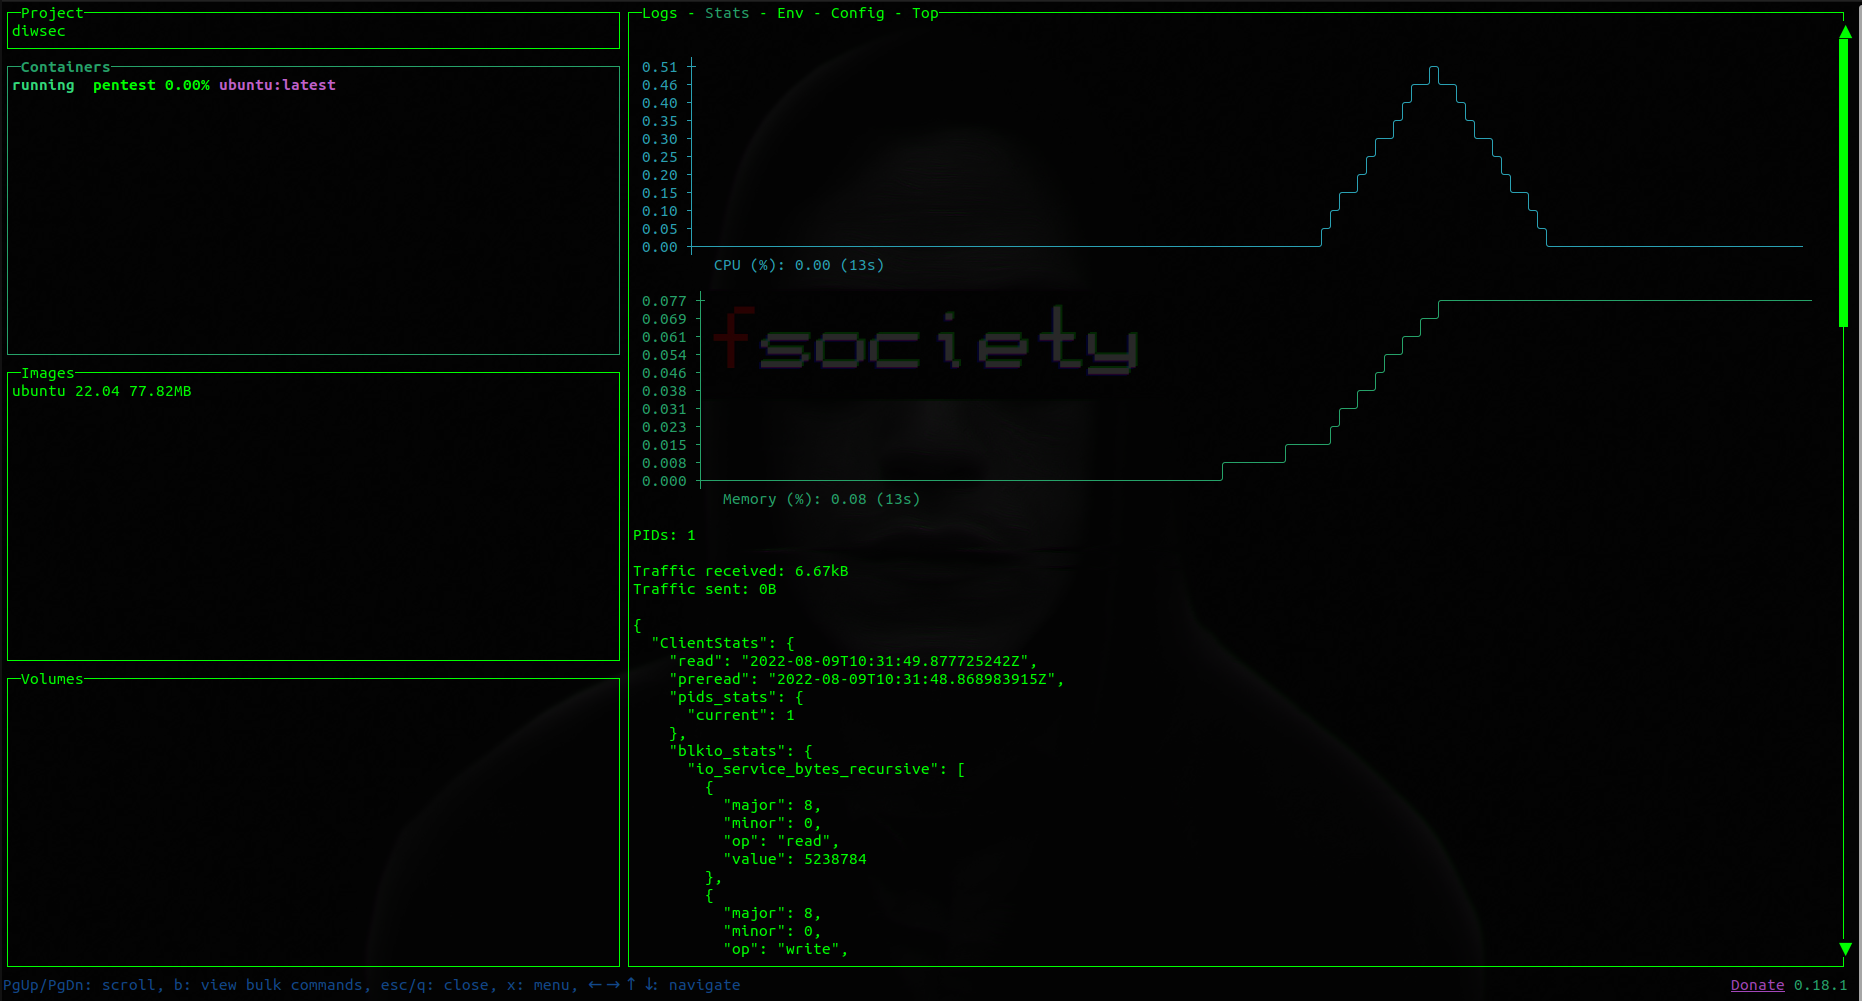 Project
diwsec
Containers
running pentest 0.00% ubuntu:latest
Images
ubuntu 22.04 77.82MB
Volumes
Logs - Stats - Env - Config - Top
0.51
0.46
0.40
0.35
0.30
0.25
0.20
0.15
0.10
0.05
0.00
CPU (%): 0.00 (13s)
0.077
0.069
0.061
0.054
0.046
0.038
0.031
0.023
0.015
0.008
0.000
fsociety
Memory (%): 0.08 (13s)
PIDs: 1
Traffic received: 6.67kB
Traffic sent: 0B
{
"ClientStats": {
"read": "2022-08-09T10:31:49.877725242Z",
"preread": "2022-08-09T10:31:48.868983915Z",
"pids_stats": {
"current": 1
},
"blkio_stats": {
"io_service_bytes_recursive": [
{
"major": 8,
"minor": 0,
"op": "read",
"value": 5238784
},
{
"major": 8,
"minor": 0,
"op": "write",
PgUp/PgDn: scroll, b: view bulk commands, esc/q: close, x: menu, ← → ↑ ↓: navigate
Donate 0.18.1